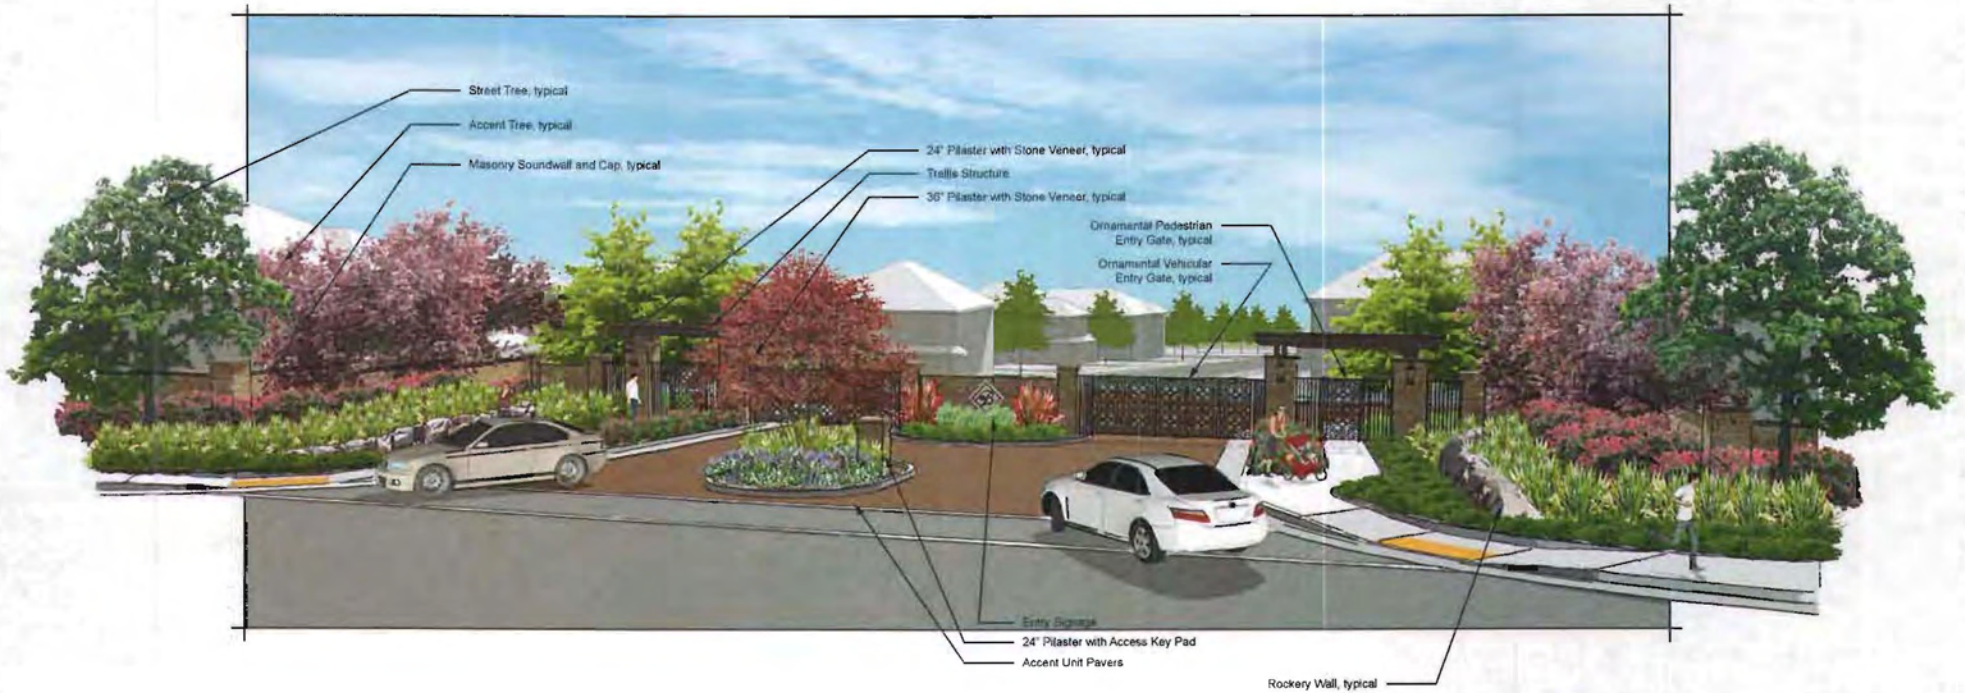 Street Tree, typical
Accent Tree, typical
Masonry Soundwall and Cap, typical
24" Pilaster with Stone Veneer, typical
Trellis Structure
36" Pilaster with Stone Veneer, typical
Ornamental Pedestrian
Entry Gate, typical
Ornamental Vehicular
Entry Gate, typical
Entry Signage
24" Pilaster with Access Key Pad
Accent Unit Pavers
Rockery Wall, typical